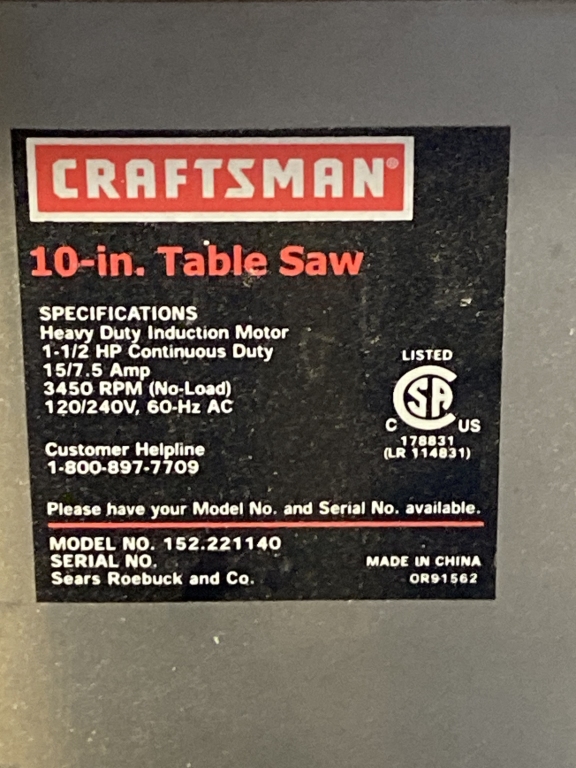 CRAFTSMAN®
10-in. Table Saw
SPECIFICATIONS
Heavy Duty Induction Motor
1-1/2 HP Continuous Duty
15/7.5 Amp
3450 RPM (No-Load)
120/240V, 60-Hz AC
Customer Helpline
1-800-897-7709
LISTED
SA
C US
178831
(LR 114831)
Please have your Model No. and Serial No. available.
MODEL NO. 152.221140
SERIAL NO.
Sears Roebuck and Co.
MADE IN CHINA
OR91562